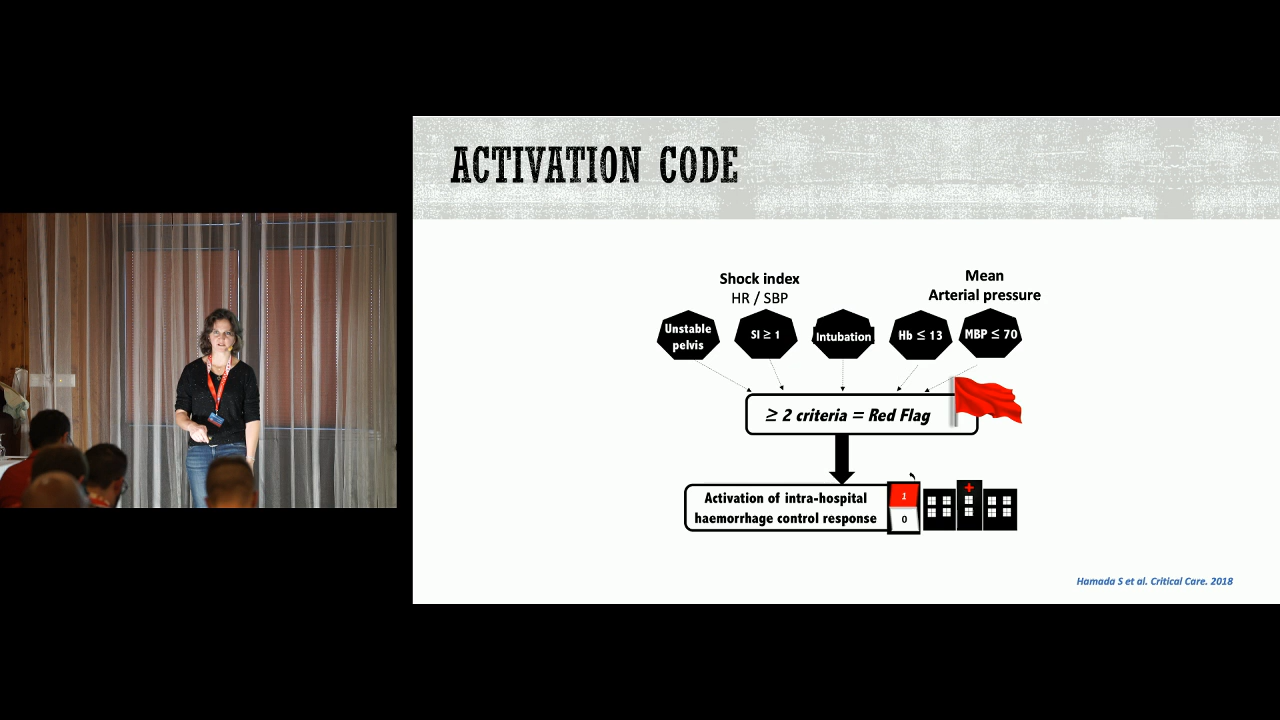 ACTIVATION CODE
Shock index
HR / SBP
Mean
Arterial pressure
Unstable
pelvis
SI ≥ 1
Intubation
Hb ≤ 13
MBP ≤ 70
≥ 2 criteria = Red Flag
Activation of intra-hospital
haemorrhage control response
1
0
Hamada S et al. Critical Care. 2018